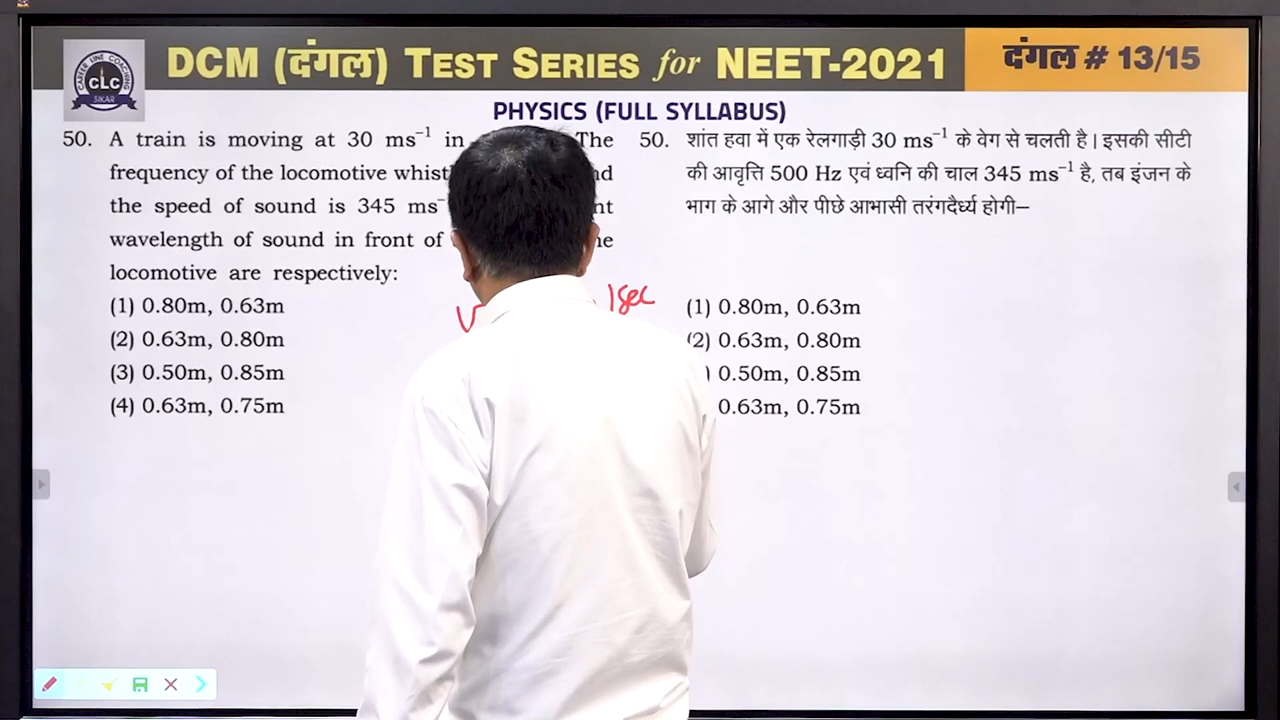 CAREER LINE COACHING
CLC
SIKAR
DCM (दंगल) TEST SERIES for NEET-2021
दंगल # 13/15
PHYSICS (FULL SYLLABUS)
50. A train is moving at 30 ms⁻¹ in The
frequency of the locomotive
the speed of sound is 345
wavelength of sound in front of
locomotive are respectively:
(1) 0.80m, 0.63m
(2) 0.63m, 0.80m
(3) 0.50m, 0.85m
(4) 0.63m, 0.75m
1sec
50. शांत हवा में एक रेलगाड़ी 30 ms⁻¹ के वेग से चलती है। इसकी सीटी
की आवृत्ति 500 Hz एवं ध्वनि की चाल 345 ms⁻¹ है, तब इंजन के
भाग के आगे और पीछे आभासी तरंगदैर्ध्य होगी–
(1) 0.80m, 0.63m
(2) 0.63m, 0.80m
) 0.50m, 0.85m
0.63m, 0.75m